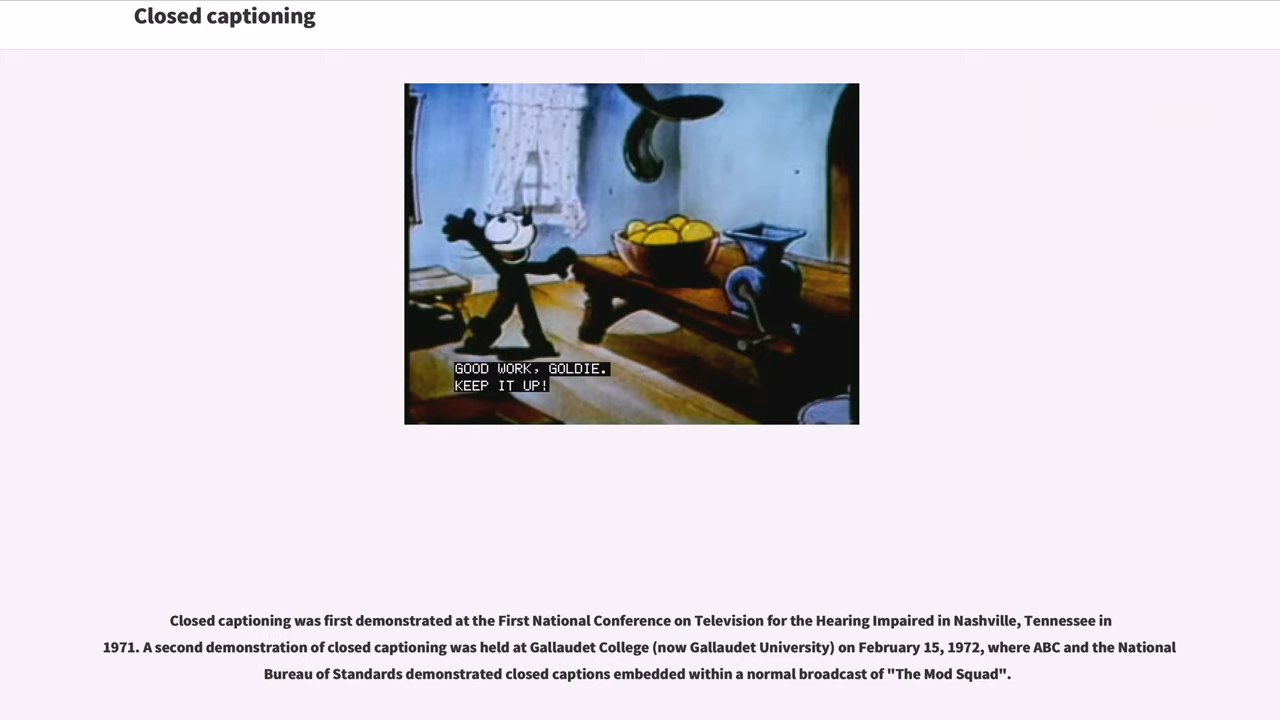 Closed captioning
GOOD WORK, GOLDIE.
KEEP IT UP!
Closed captioning was first demonstrated at the First National Conference on Television for the Hearing Impaired in Nashville, Tennessee in
1971. A second demonstration of closed captioning was held at Gallaudet College (now Gallaudet University) on February 15, 1972, where ABC and the National
Bureau of Standards demonstrated closed captions embedded within a normal broadcast of "The Mod Squad".